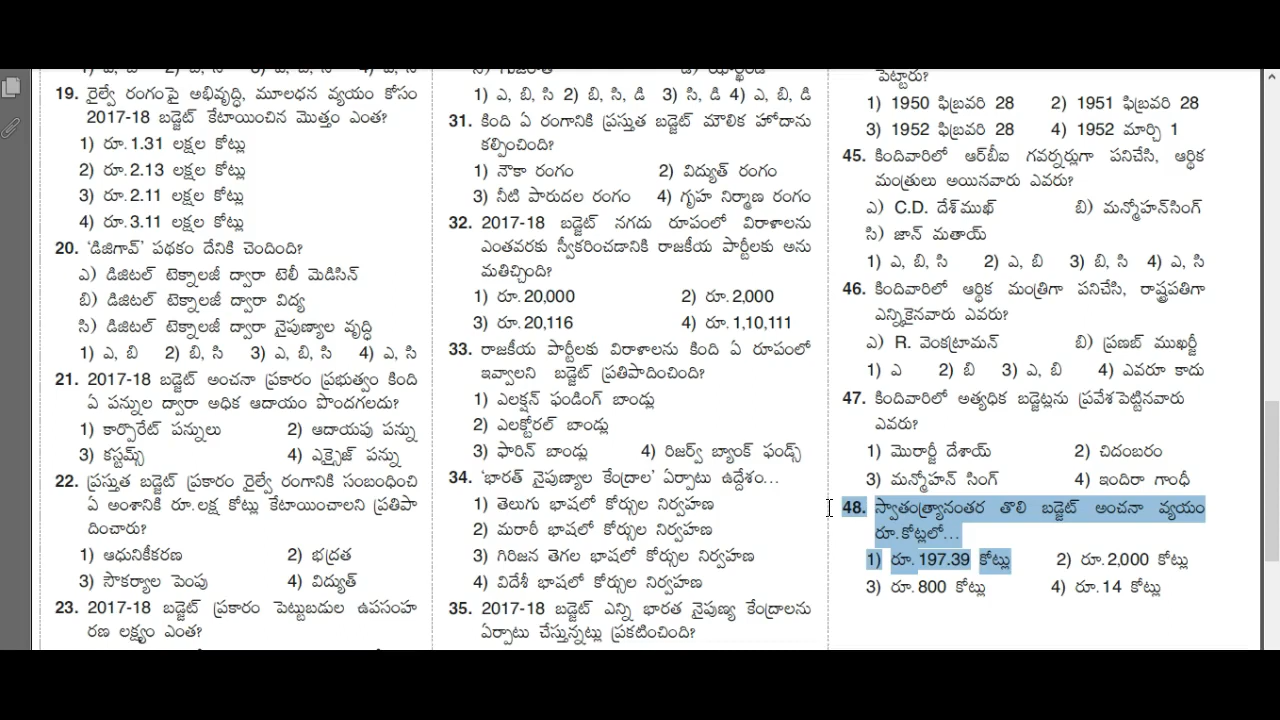 19. రైల్వే రంగంపై అభివృద్ధి, మూలధన వ్యయం కోసం
2017-18 బడ్జెట్ కేటాయించిన మొత్తం ఎంత?
1) రూ.1.31 లక్షల కోట్లు
2) రూ.2.13 లక్షల కోట్లు
3) రూ.2.11 లక్షల కోట్లు
4) రూ.3.11 లక్షల కోట్లు
20. 'డిజిగావ్' పథకం దేనికి చెందింది?
ఎ) డిజిటల్ టెక్నాలజీ ద్వారా టెలీ మెడిసిన్
బి) డిజిటల్ టెక్నాలజీ ద్వారా విద్య
సి) డిజిటల్ టెక్నాలజీ ద్వారా నైపుణ్యాల వృద్ధి
1) ఎ, బి 2) బి, సి 3) ఎ, బి, సి 4) ఎ, సి
21. 2017-18 బడ్జెట్ అంచనా ప్రకారం ప్రభుత్వం కింది
ఏ పన్నుల ద్వారా అధిక ఆదాయం పొందగలదు?
1) కార్పొరేట్ పన్నులు 2) ఆదాయపు పన్ను
3) కస్టమ్స్ 4) ఎక్సైజ్ పన్ను
22. ప్రస్తుత బడ్జెట్ ప్రకారం రైల్వే రంగానికి సంబంధించి
ఏ అంశానికి రూ.లక్ష కోట్లు కేటాయించాలని ప్రతిపా
దించారు?
1) ఆధునికీకరణ 2) భద్రత
3) సౌకర్యాల పెంపు 4) విద్యుత్
23. 2017-18 బడ్జెట్ ప్రకారం పెట్టుబడుల ఉపసంహ
రణ లక్ష్యం ఎంత?
1) ఎ, బి, సి 2) బి, సి, డి 3) సి, డి 4) ఎ, బి, డి
31. కింది ఏ రంగానికి ప్రస్తుత బడ్జెట్ మౌలిక హోదాను
కల్పించింది?
1) నౌకా రంగం 2) విద్యుత్ రంగం
3) నీటి పారుదల రంగం 4) గృహ నిర్మాణ రంగం
32. 2017-18 బడ్జెట్ నగదు రూపంలో విరాళాలను
ఎంతవరకు స్వీకరించడానికి రాజకీయ పార్టీలకు అను
మతిచ్చింది?
1) రూ.20,000 2) రూ.2,000
3) రూ.20,116 4) రూ.1,10,111
33. రాజకీయ పార్టీలకు విరాళాలను కింది ఏ రూపంలో
ఇవ్వాలని బడ్జెట్ ప్రతిపాదించింది?
1) ఎలక్షన్ ఫండింగ్ బాండ్లు
2) ఎలక్టోరల్ బాండ్లు
3) ఫారిన్ బాండ్లు 4) రిజర్వ్ బ్యాంక్ ఫండ్స్
34. 'భారత్ నైపుణ్యాల కేంద్రాల' ఏర్పాటు ఉద్దేశం...
1) తెలుగు భాషలో కోర్సుల నిర్వహణ
2) మరాఠీ భాషలో కోర్సుల నిర్వహణ
3) గిరిజన తెగల భాషలో కోర్సుల నిర్వహణ
4) విదేశీ భాషలో కోర్సుల నిర్వహణ
35. 2017-18 బడ్జెట్ ఎన్ని భారత నైపుణ్య కేంద్రాలను
ఏర్పాటు చేస్తున్నట్లు ప్రకటించింది?
పెట్టారు?
1) 1950 ఫిబ్రవరి 28 2) 1951 ఫిబ్రవరి 28
3) 1952 ఫిబ్రవరి 28 4) 1952 మార్చి 1
45. కిందివారిలో ఆర్‌బీఐ గవర్నర్లుగా పనిచేసి, ఆర్థిక
మంత్రులు అయినవారు ఎవరు?
ఎ) C.D. దేశ్‌ముఖ్ బి) మన్మోహన్‌సింగ్
సి) జాన్ మతాయ్
1) ఎ, బి, సి 2) ఎ, బి 3) బి, సి 4) ఎ, సి
46. కిందివారిలో ఆర్థిక మంత్రిగా పనిచేసి, రాష్ట్రపతిగా
ఎన్నికైనవారు ఎవరు?
ఎ) R. వెంకట్రామన్ బి) ప్రణబ్ ముఖర్జీ
1) ఎ 2) బి 3) ఎ, బి 4) ఎవరూ కాదు
47. కిందివారిలో అత్యధిక బడ్జెట్లను ప్రవేశపెట్టినవారు
ఎవరు?
1) మొరార్జీ దేశాయ్ 2) చిదంబరం
3) మన్మోహన్ సింగ్ 4) ఇందిరా గాంధీ
48. స్వాతంత్ర్యానంతర తొలి బడ్జెట్ అంచనా వ్యయం
రూ.కోట్లలో...
1) రూ.197.39 కోట్లు 2) రూ.2,000 కోట్లు
3) రూ.800 కోట్లు 4) రూ.14 కోట్లు